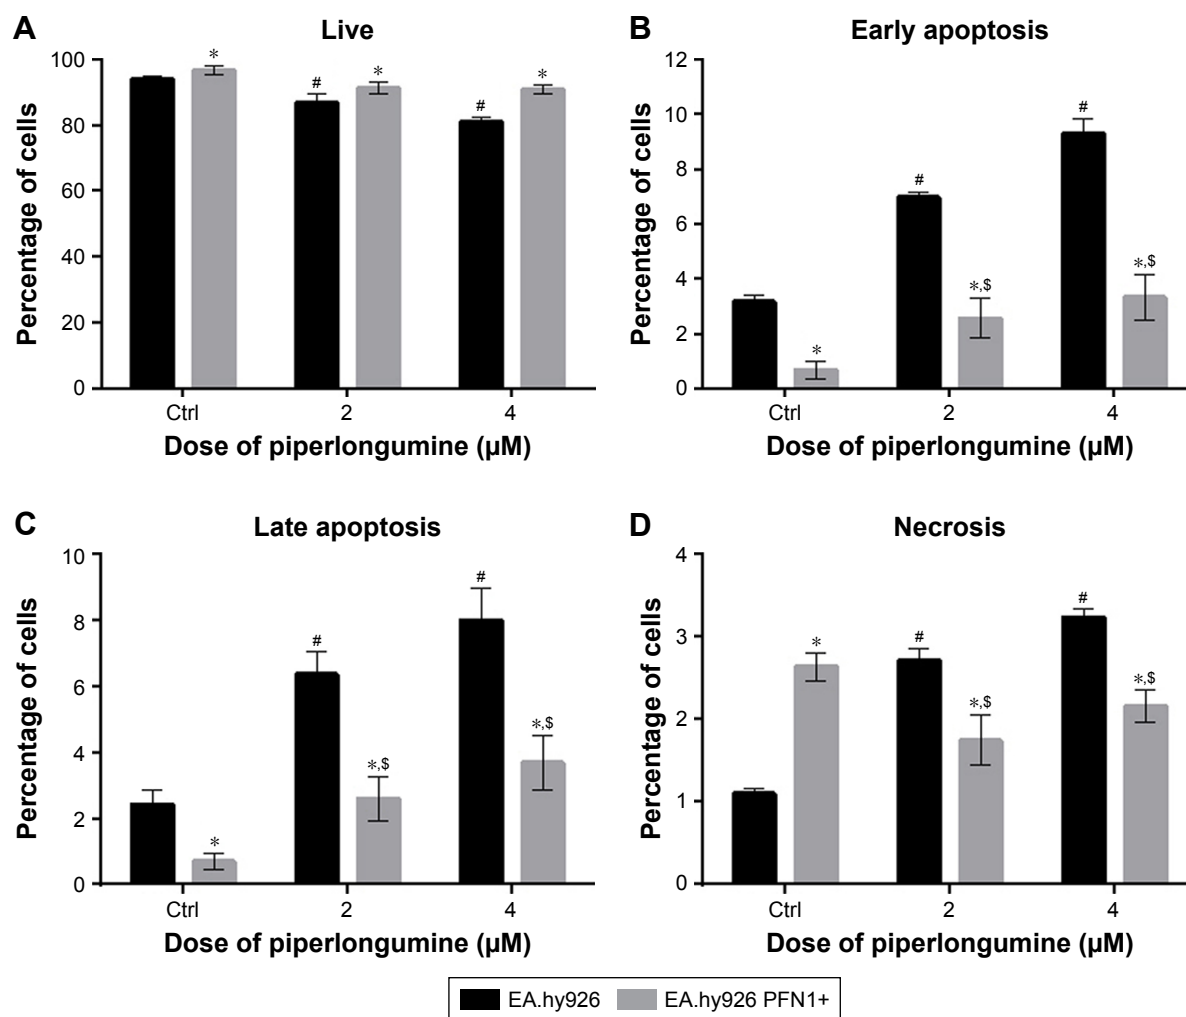 A
Live
Percentage of cells
100
80
60
40
20
0
*
#
*
#
*
Ctrl
2
4
Dose of piperlongumine (µM)
B
Early apoptosis
Percentage of cells
12
10
8
6
4
2
0
*
#
*,$
#
*,$
Ctrl
2
4
Dose of piperlongumine (µM)
C
Late apoptosis
Percentage of cells
10
8
6
4
2
0
*
#
*,$
#
*,$
Ctrl
2
4
Dose of piperlongumine (µM)
D
Necrosis
Percentage of cells
4
3
2
1
0
*
#
*,$
#
*,$
Ctrl
2
4
Dose of piperlongumine (µM)
EA.hy926
EA.hy926 PFN1+